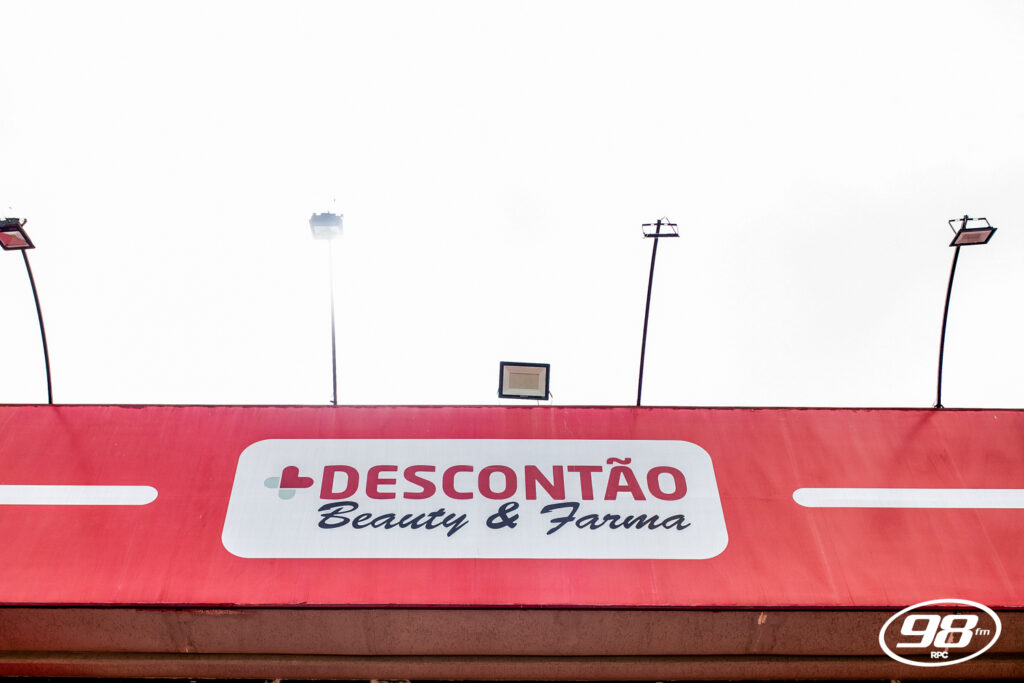 DESCONTÃO
Beauty & Farma
98 fm
RPC